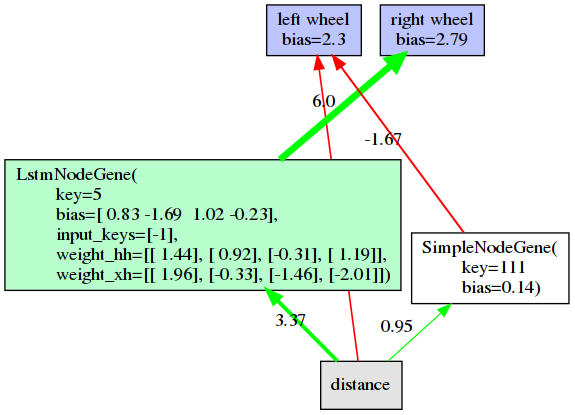 left wheel
bias=2.3
right wheel
bias=2.79
6.0
-1.67
LstmNodeGene(
key=5
bias=[ 0.83 -1.69  1.02 -0.23],
input_keys=[-1],
weight_hh=[[ 1.44], [ 0.92], [-0.31], [ 1.19]],
weight_xh=[[ 1.96], [-0.33], [-1.46], [-2.01]])
SimpleNodeGene(
key=111
bias=0.14)
3.37
0.95
distance